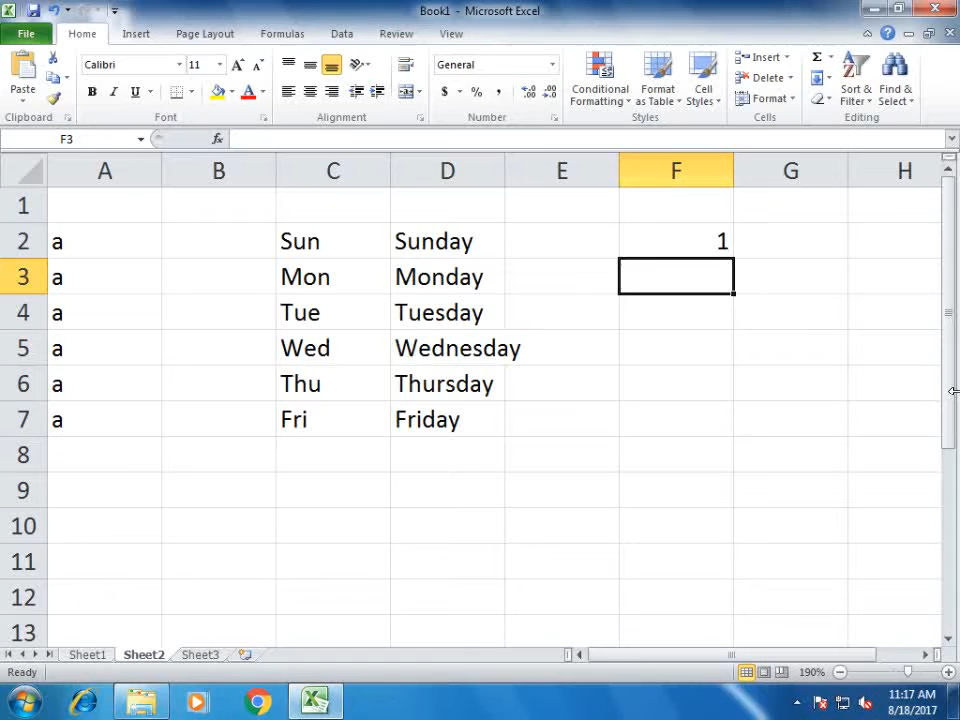 Book1 - Microsoft Excel
File Home Insert Page Layout Formulas Data Review View
Paste
Calibri 11 A A
B I U A
General
$ % ,
Conditional Formatting
Format as Table
Cell Styles
Insert
Delete
Format
Σ
Sort & Filter
Find & Select
Clipboard Font Alignment Number Styles Cells Editing
F3 fx
A B C D E F G H
1
2 a Sun Sunday 1
3 a Mon Monday
4 a Tue Tuesday
5 a Wed Wednesday
6 a Thu Thursday
7 a Fri Friday
8
9
10
11
12
13
Sheet1 Sheet2 Sheet3
Ready 190%
11:17 AM
8/18/2017